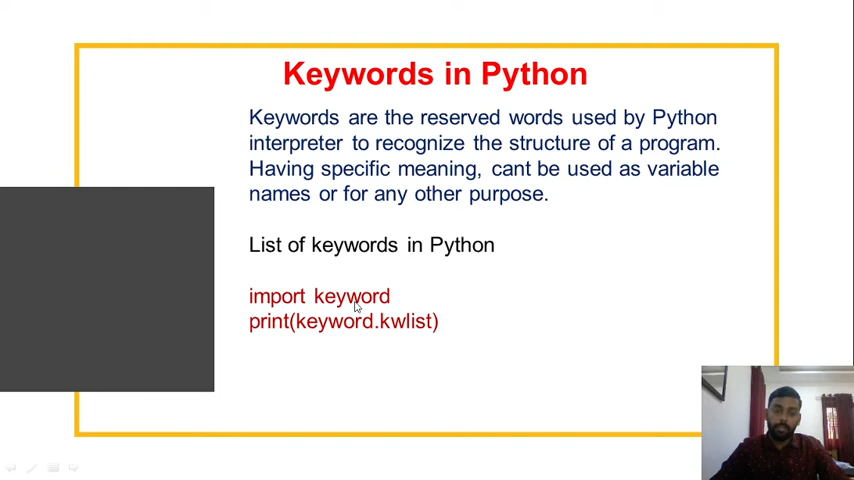 Keywords in Python
Keywords are the reserved words used by Python
interpreter to recognize the structure of a program.
Having specific meaning, cant be used as variable
names or for any other purpose.
List of keywords in Python
import keyword
print(keyword.kwlist)